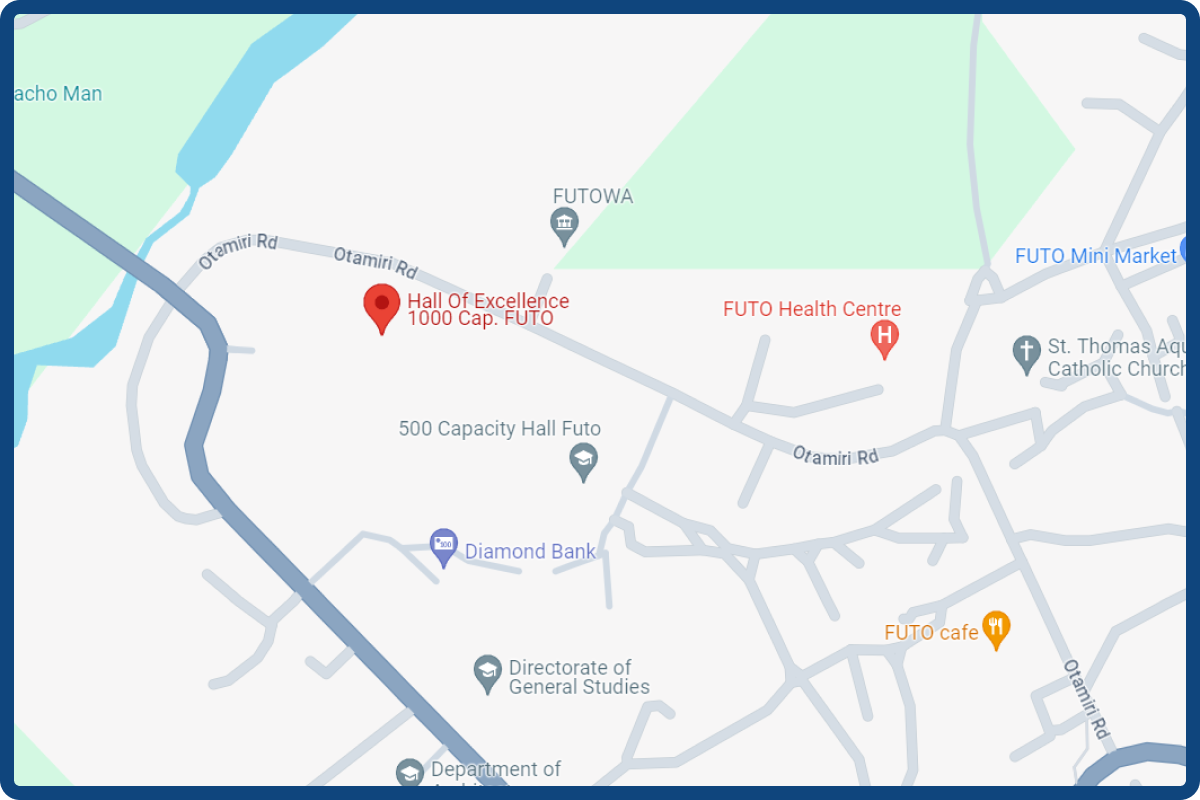 acho Man
FUTOWA
Otamiri Rd
Otamiri Rd
FUTO Mini Market
Hall Of Excellence
1000 Cap. FUTO
FUTO Health Centre
H
St. Thomas Aqu
Catholic Church
500 Capacity Hall Futo
Otamiri Rd
Diamond Bank
FUTO cafe
Directorate of
General Studies
Otamiri Rd
Department of